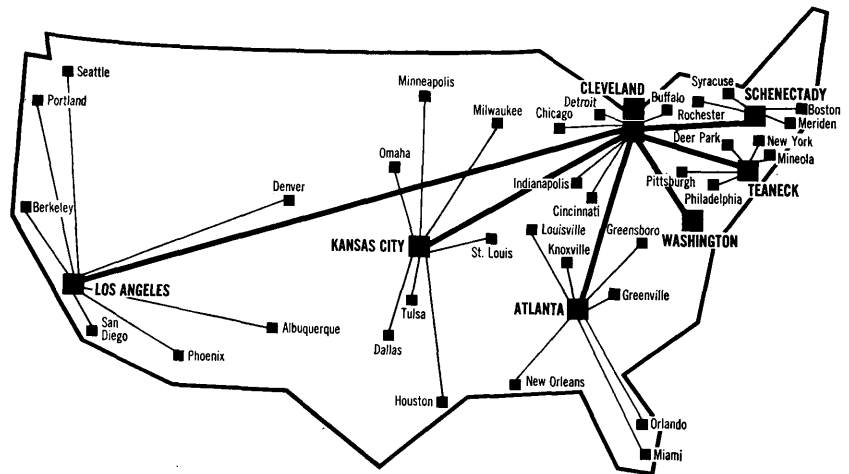 Seattle
Portland
Berkeley
LOS ANGELES
San
Diego
Phoenix
Albuquerque
Denver
Minneapolis
Milwaukee
Omaha
KANSAS CITY
St. Louis
Tulsa
Dallas
Houston
CLEVELAND
Detroit
Chicago
Buffalo
Indianapolis
Cincinnati
Syracuse
SCHENECTADY
Rochester
Boston
Meriden
Deer Park
New York
Mineola
Pittsburgh
Philadelphia
TEANECK
WASHINGTON
Louisville
Knoxville
Greensboro
ATLANTA
Greenville
New Orleans
Orlando
Miami